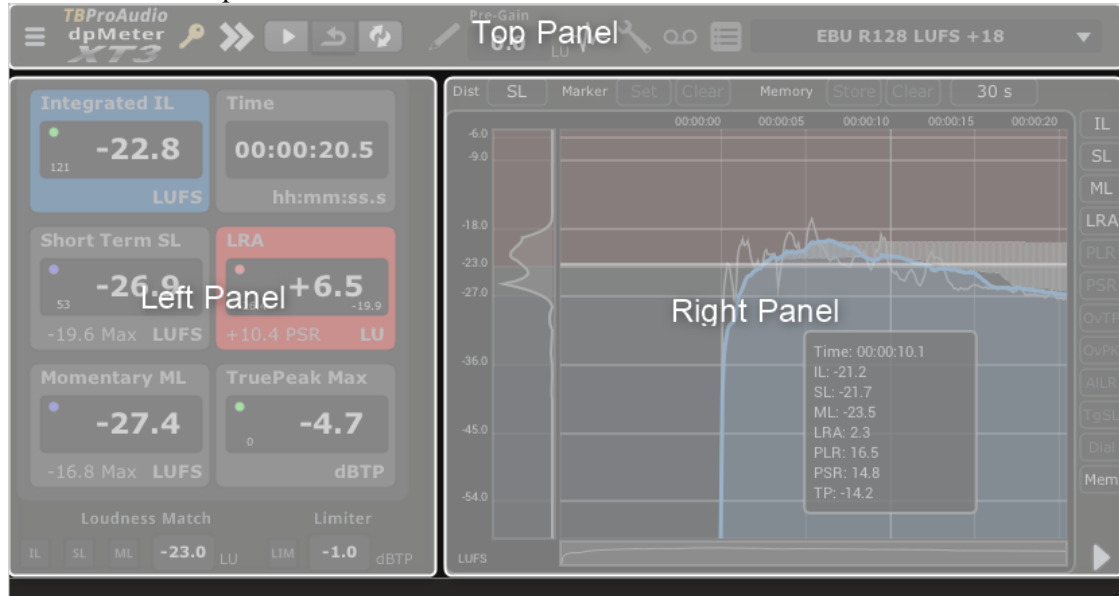 TBProAudio
dpMeter
XT3
Pre-Gain
0.0
LU
Top Panel
EBU R128 LUFS +18
Integrated IL
-22.8
121
LUFS
Time
00:00:20.5
hh:mm:ss.s
Short Term SL
-26.9
53
-19.6 Max LUFS
LRA
+6.5
-19.9
+10.4 PSR LU
Left Panel
Momentary ML
-27.4
-16.8 Max LUFS
TruePeak Max
-4.7
0
dBTP
Loudness Match
IL SL ML -23.0 LU
Limiter
LIM -1.0 dBTP
Dist SL Marker Set Clear Memory Store Clear 30 s
00:00:00 00:00:05 00:00:10 00:00:15 00:00:20
-6.0
-9.0
-18.0
-23.0
-27.0
-36.0
-45.0
-54.0
LUFS
Right Panel
Time: 00:00:10.1
IL: -21.2
SL: -21.7
ML: -23.5
LRA: 2.3
PLR: 16.5
PSR: 14.8
TP: -14.2
IL
SL
ML
LRA
PLR
PSR
OvTP
OvPK
AILR
TgSL
Dial
Mem